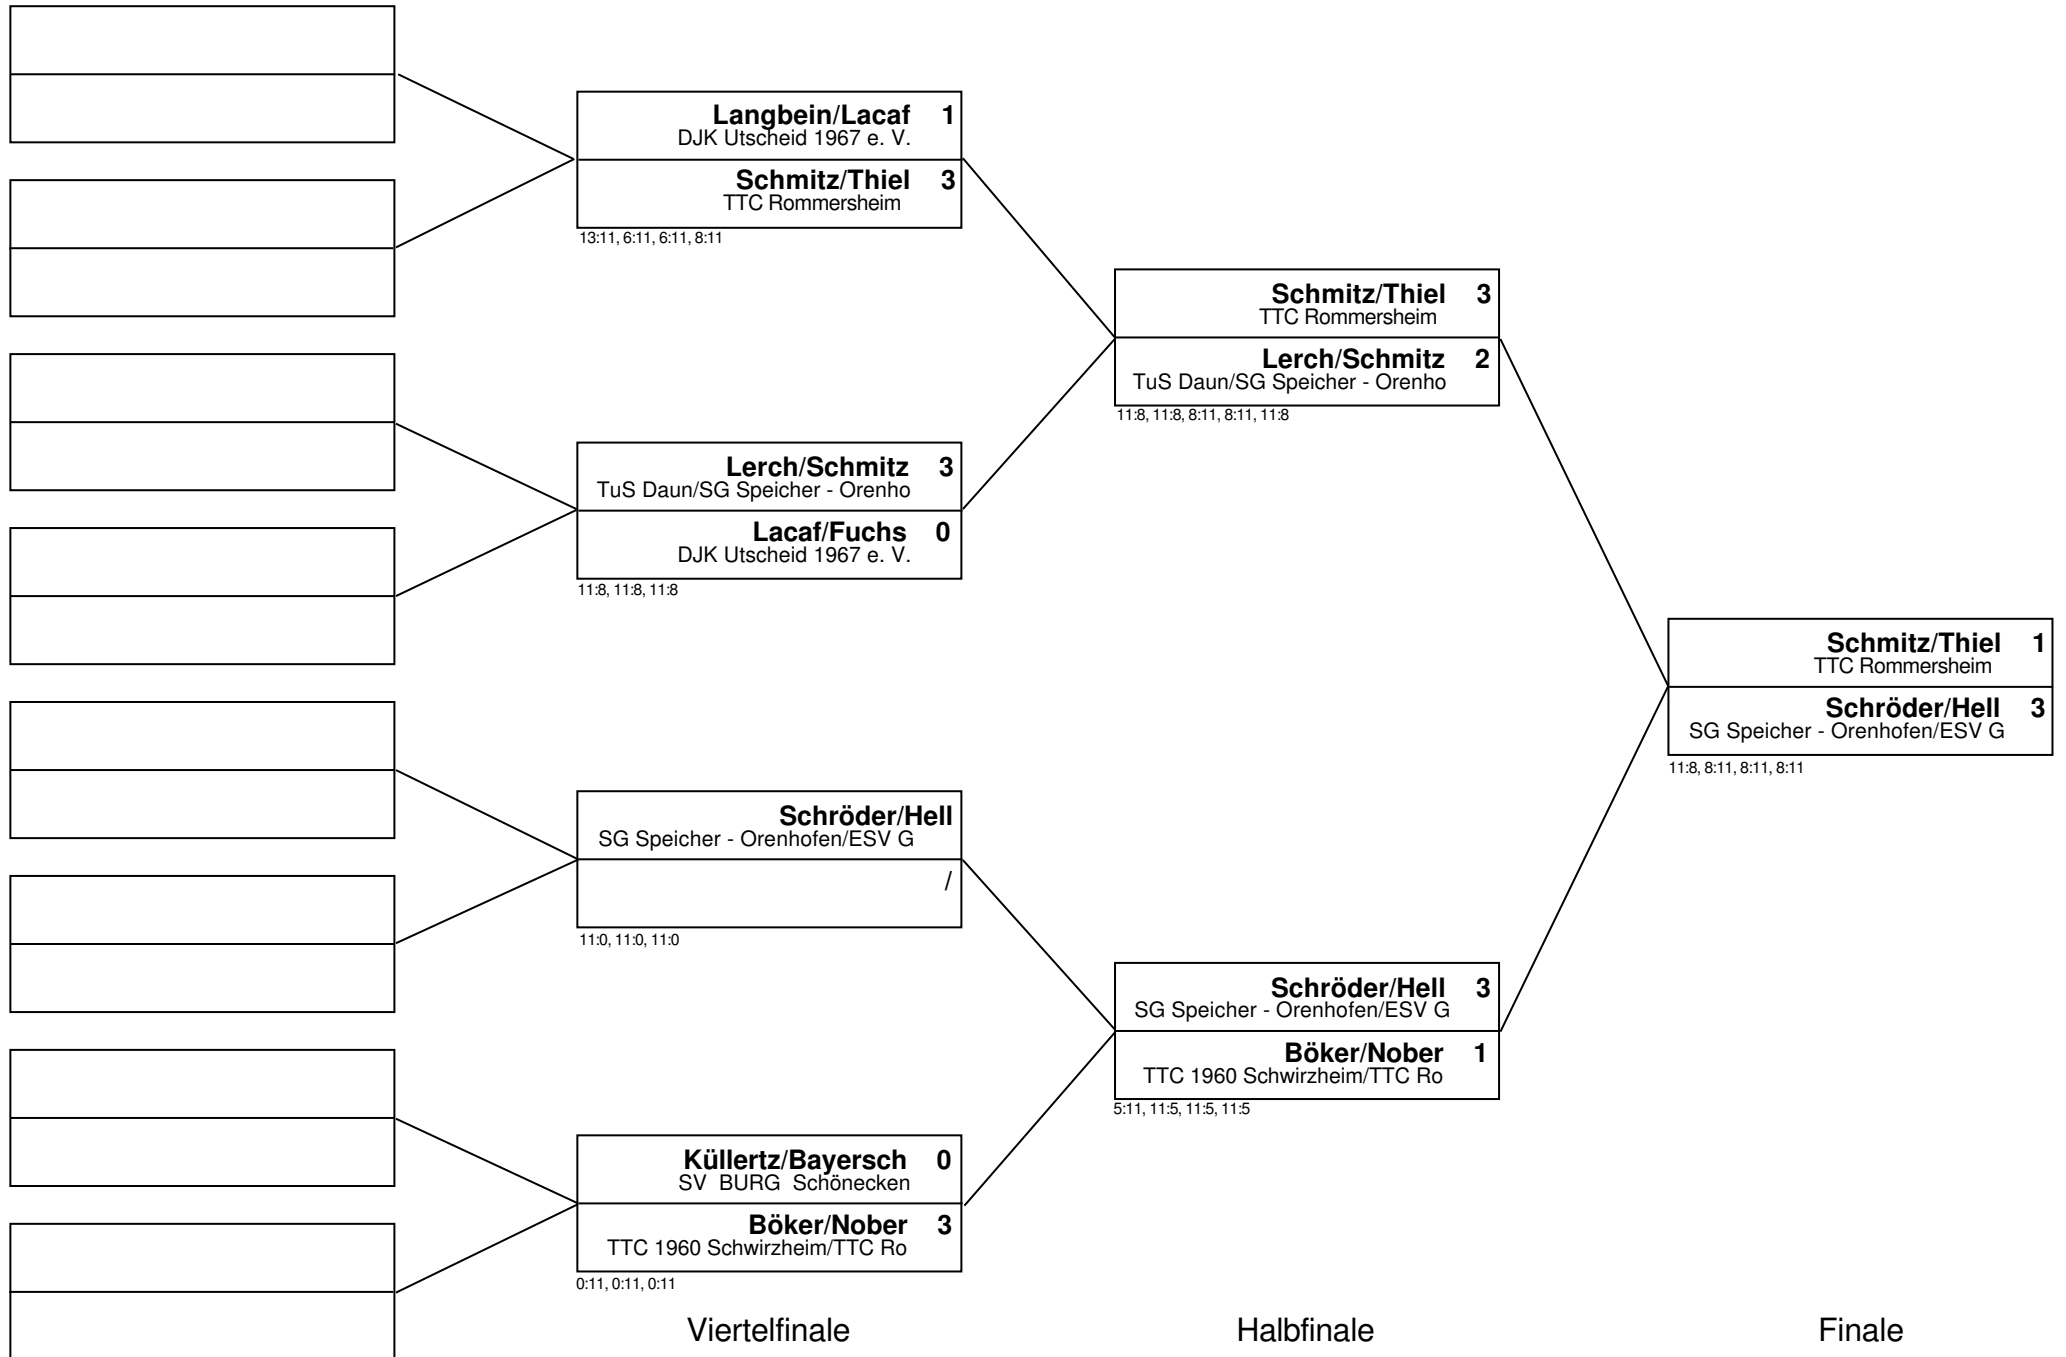 Langbein/Lacaf 1
DJK Utscheid 1967 e. V.
Schmitz/Thiel 3
TTC Rommersheim
13:11, 6:11, 6:11, 8:11
Lerch/Schmitz 3
TuS Daun/SG Speicher - Orenho
Lacaf/Fuchs 0
DJK Utscheid 1967 e. V.
11:8, 11:8, 11:8
Schröder/Hell
SG Speicher - Orenhofen/ESV G
/
11:0, 11:0, 11:0
Küllertz/Bayersch 0
SV BURG Schönecken
Böker/Nober 3
TTC 1960 Schwirzheim/TTC Ro
0:11, 0:11, 0:11
Viertelfinale
Schmitz/Thiel 3
TTC Rommersheim
Lerch/Schmitz 2
TuS Daun/SG Speicher - Orenho
11:8, 11:8, 8:11, 8:11, 11:8
Schröder/Hell 3
SG Speicher - Orenhofen/ESV G
Böker/Nober 1
TTC 1960 Schwirzheim/TTC Ro
5:11, 11:5, 11:5, 11:5
Halbfinale
Schmitz/Thiel 1
TTC Rommersheim
Schröder/Hell 3
SG Speicher - Orenhofen/ESV G
11:8, 8:11, 8:11, 8:11
Finale